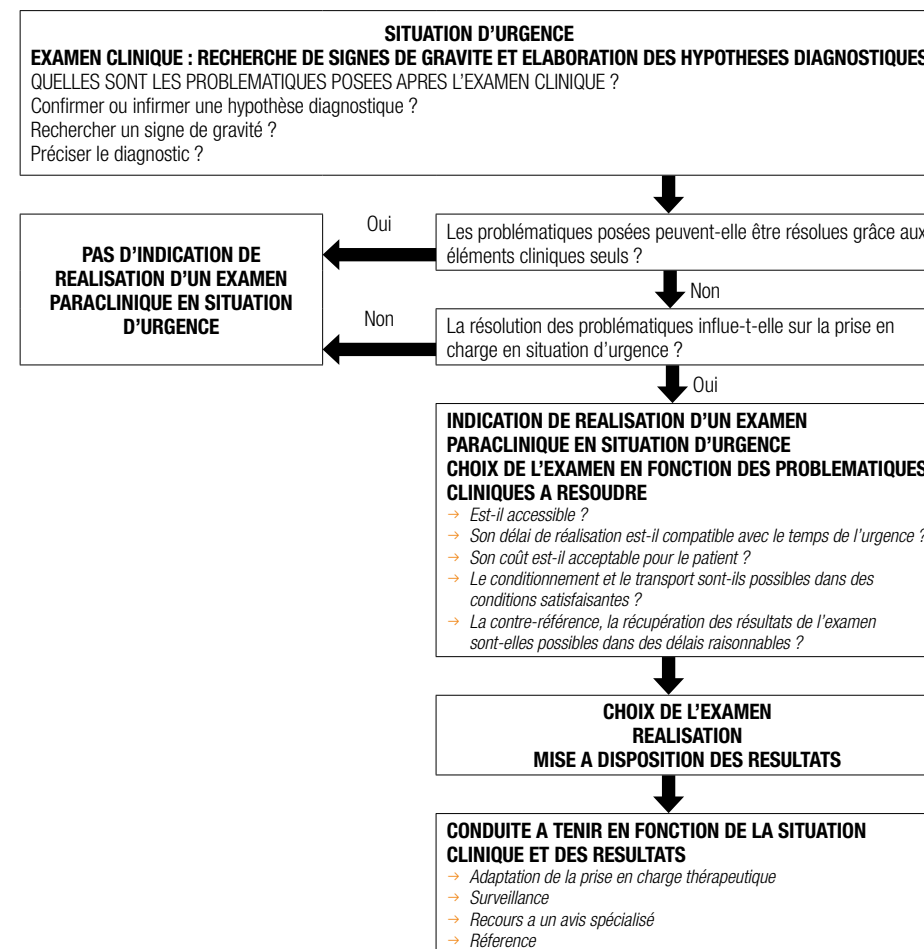 SITUATION D'URGENCE
EXAMEN CLINIQUE : RECHERCHE DE SIGNES DE GRAVITE ET ELABORATION DES HYPOTHESES DIAGNOSTIQUES
QUELLES SONT LES PROBLEMATIQUES POSEES APRES L'EXAMEN CLINIQUE ?
Confirmer ou infirmer une hypothèse diagnostique ?
Rechercher un signe de gravité ?
Préciser le diagnostic ?
Oui
Les problématiques posées peuvent-elle être résolues grâce aux
éléments cliniques seuls ?
PAS D'INDICATION DE
REALISATION D'UN EXAMEN
PARACLINIQUE EN SITUATION
D'URGENCE
Non
Non
La résolution des problématiques influe-t-elle sur la prise en
charge en situation d'urgence ?
Oui
INDICATION DE REALISATION D'UN EXAMEN
PARACLINIQUE EN SITUATION D'URGENCE
CHOIX DE L'EXAMEN EN FONCTION DES PROBLEMATIQUES
CLINIQUES A RESOUDRE
→ Est-il accessible ?
→ Son délai de réalisation est-il compatible avec le temps de l'urgence ?
→ Son coût est-il acceptable pour le patient ?
→ Le conditionnement et le transport sont-ils possibles dans des
conditions satisfaisantes ?
→ La contre-référence, la récupération des résultats de l'examen
sont-elles possibles dans des délais raisonnables ?
CHOIX DE L'EXAMEN
REALISATION
MISE A DISPOSITION DES RESULTATS
CONDUITE A TENIR EN FONCTION DE LA SITUATION
CLINIQUE ET DES RESULTATS
→ Adaptation de la prise en charge thérapeutique
→ Surveillance
→ Recours a un avis spécialisé
→ Réference